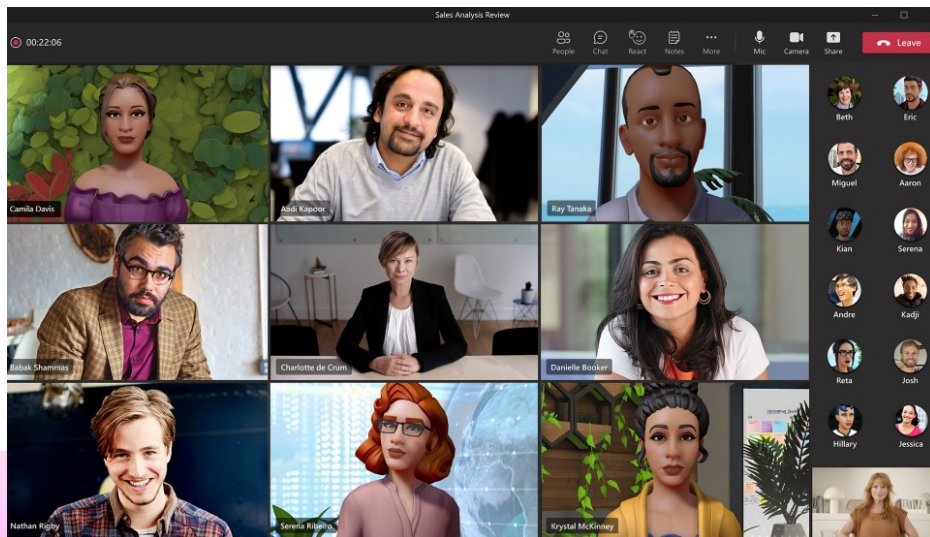 Sales Analysis Review
00:22:06
People Chat React Notes More Mic Camera Share Leave
Camila Davis
Aadi Kapoor
Ray Tanaka
Beth Eric
Miguel Aaron
Kian Serena
Babak Shammas
Charlotte de Crum
Danielle Booker
Andre Kadji
Reta Josh
Hillary Jessica
Nathan Rigby
Serena Ribeiro
Krystal McKinney